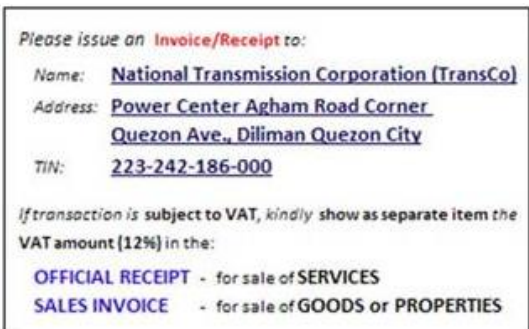 Please issue an Invoice/Receipt to:
Name: National Transmission Corporation (TransCo)
Address: Power Center Agham Road Corner
Quezon Ave., Diliman Quezon City
TIN: 223-242-186-000
If transaction is subject to VAT, kindly show as separate item the
VAT amount (12%) in the:
OFFICIAL RECEIPT - for sale of SERVICES
SALES INVOICE - for sale of GOODS or PROPERTIES